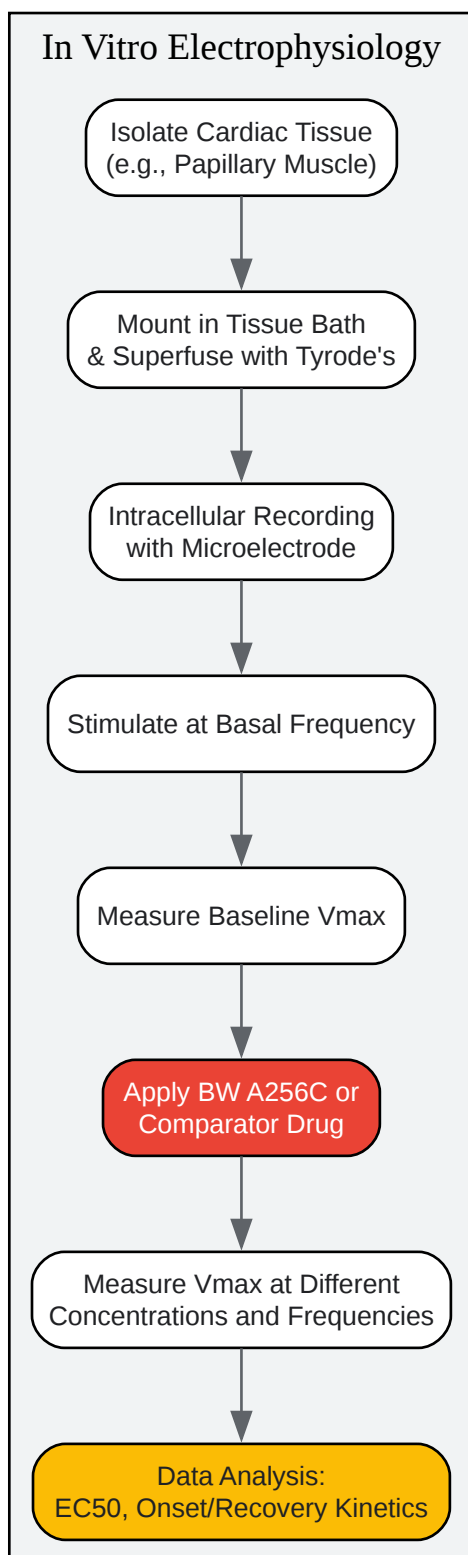 In Vitro Electrophysiology
Isolate Cardiac Tissue
(e.g., Papillary Muscle)
Mount in Tissue Bath
& Superfuse with Tyrode's
Intracellular Recording
with Microelectrode
Stimulate at Basal Frequency
Measure Baseline Vmax
Apply BW A256C or
Comparator Drug
Measure Vmax at Different
Concentrations and Frequencies
Data Analysis:
EC50, Onset/Recovery Kinetics